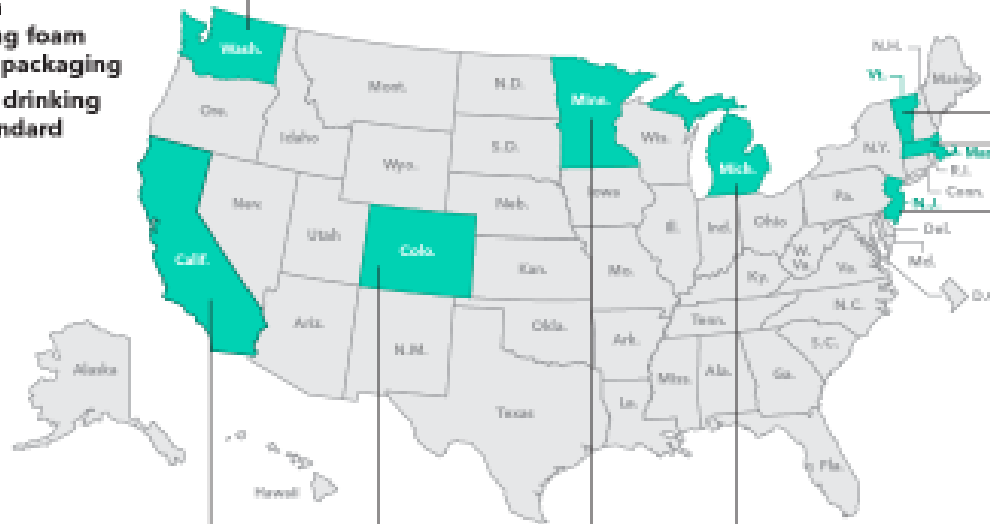 ng foam
packaging
drinking
ndard
Wash.
Mont.
N.D.
Minn.
N.H.
Vt.
Maine
Ore.
Idaho
S.D.
Wis.
Mich.
N.Y.
Mas
R.I.
Conn.
Wyo.
Iowa
Pa.
N.J.
Nev.
Utah
Colo.
Neb.
Ill.
Ind.
Ohio
Del.
Calif.
Kan.
Mo.
Ky.
W.
Va.
Va.
Md.
D.
Ariz.
N.M.
Okla.
Ark.
Tenn.
N.C.
S.C.
Alaska
Texas
La.
Miss.
Ala.
Ga.
Hawaii
Fla.